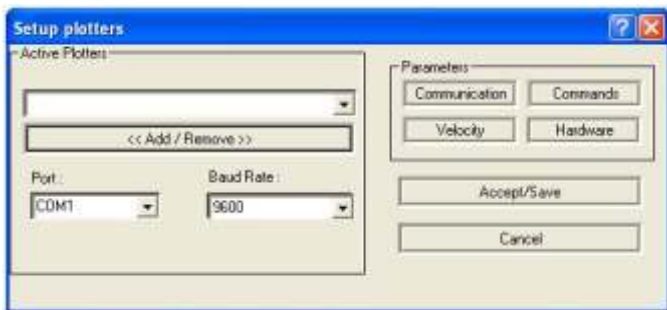 Setup plotters
Active Plotters
<< Add / Remove >>
Port :
Baud Rate :
COM1
9600
Parameters
Communication
Commands
Velocity
Hardware
Accept/Save
Cancel